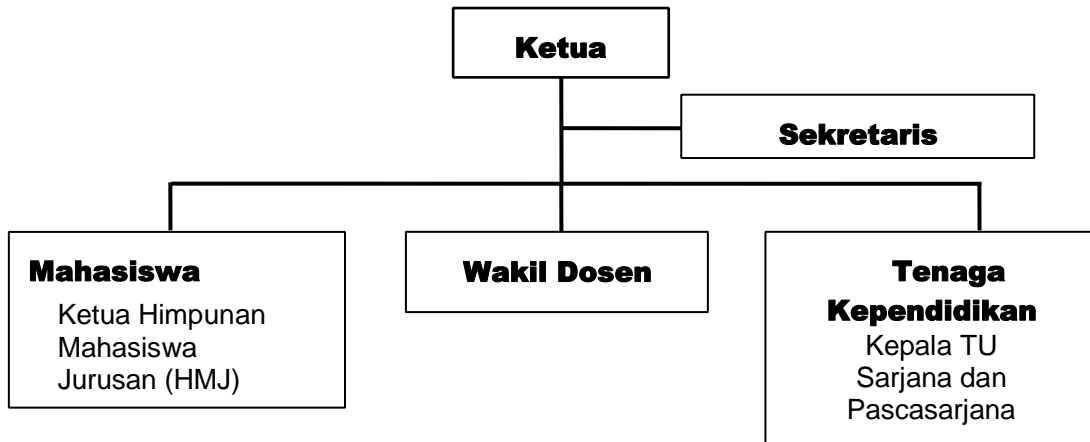 Ketua
Sekretaris
Mahasiswa
Ketua Himpunan
Mahasiswa
Jurusan (HMJ)
Wakil Dosen
Tenaga
Kependidikan
Kepala TU
Sarjana dan
Pascasarjana